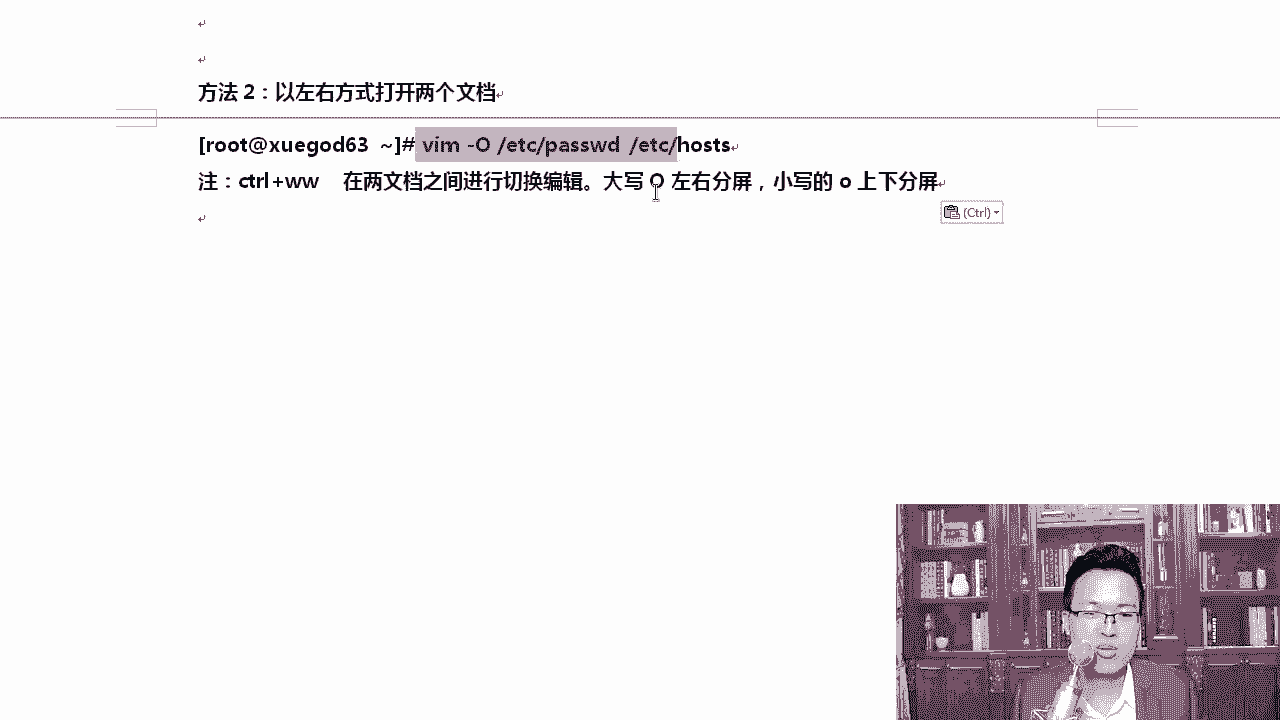 方法 2：以左右方式打开两个文档
[root@xuegod63 ~]# vim -O /etc/passwd /etc/hosts
注：ctrl+ww 在两文档之间进行切换编辑。大写 O 左右分屏，小写的 o 上下分屏
(Ctrl)